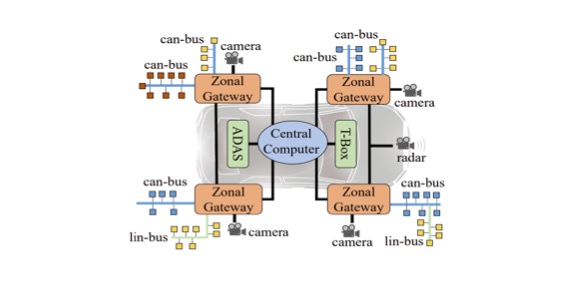 can-bus
camera
can-bus
can-bus
Zonal
Gateway
Zonal
Gateway
camera
ADAS
Central
Computer
T-Box
radar
can-bus
Zonal
Gateway
Zonal
Gateway
can-bus
lin-bus
camera
camera
lin-bus